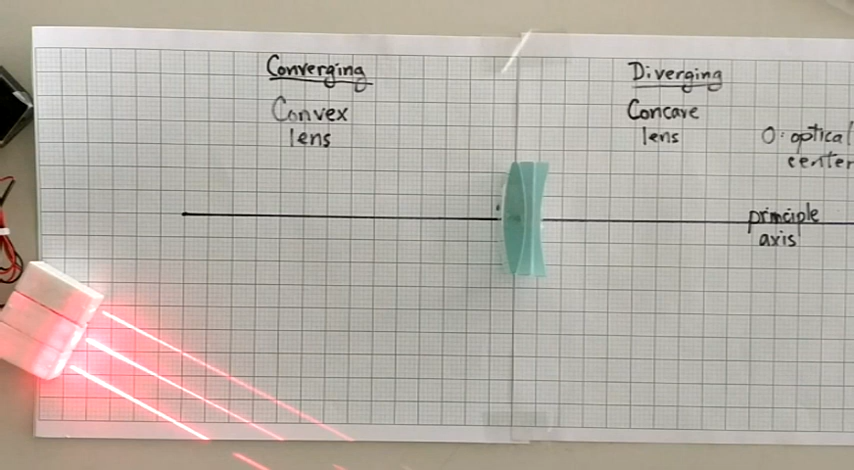 Converging
Convex
lens
Diverging
Concave
lens
O: optical
center
principle
axis